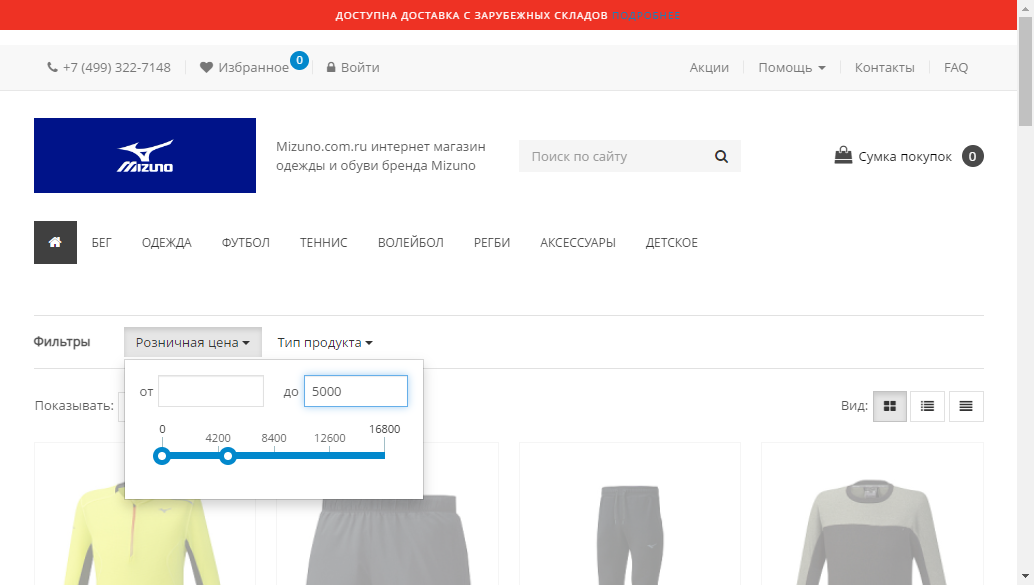 ДОСТУПНА ДОСТАВКА С ЗАРУБЕЖНЫХ СКЛАДОВ ПОДРОБНЕЕ
+7 (499) 322-7148 Избранное 0 Войти Акции Помощь Контакты FAQ
MIZUNO
Mizuno.com.ru интернет магазин
одежды и обуви бренда Mizuno
Поиск по сайту
Сумка покупок 0
БЕГ ОДЕЖДА ФУТБОЛ ТЕННИС ВОЛЕЙБОЛ РЕГБИ АКСЕССУАРЫ ДЕТСКОЕ
Фильтры Розничная цена Тип продукта
от до 5000
0 4200 8400 12600 16800
Показывать: Вид: